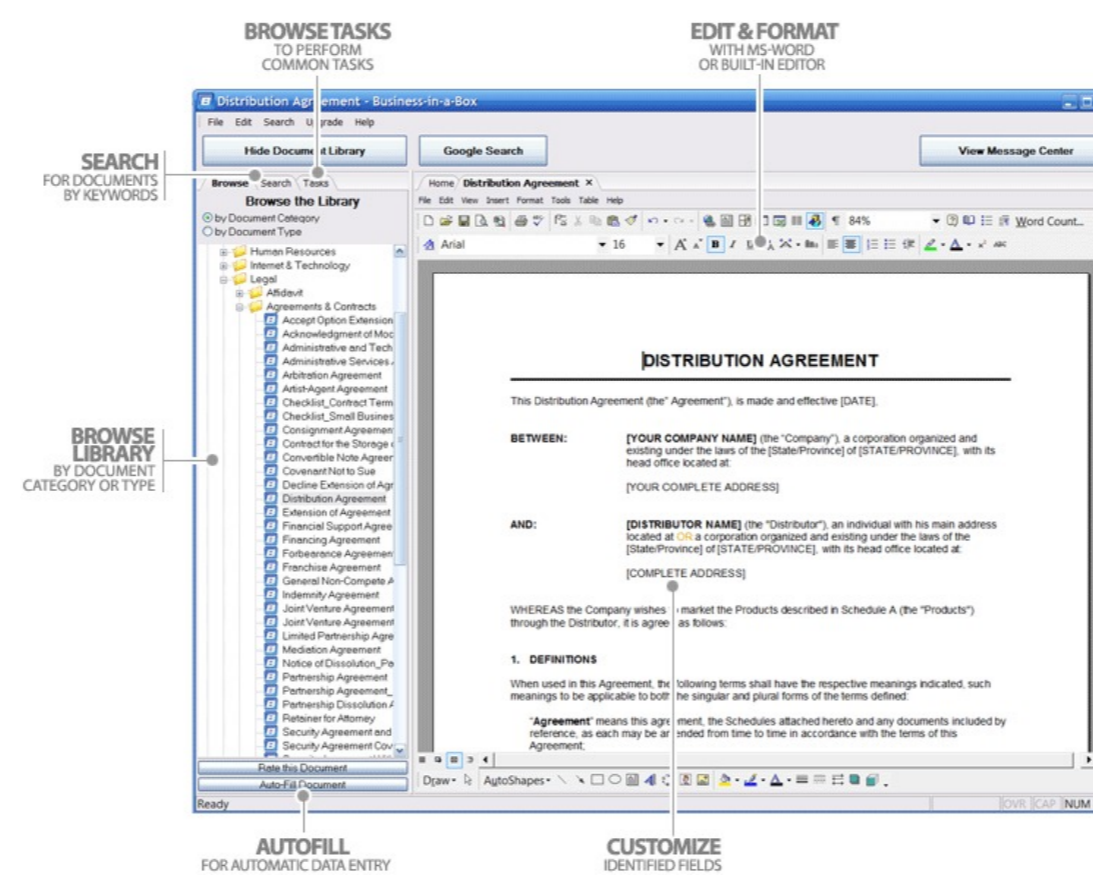 BROWSE TASKS
TO PERFORM
COMMON TASKS
EDIT & FORMAT
WITH MS-WORD
OR BUILT-IN EDITOR
SEARCH
FOR DOCUMENTS
BY KEYWORDS
BROWSE
LIBRARY
BY DOCUMENT
CATEGORY OR TYPE
Distribution Agreement - Business-in-a-Box
File Edit Search Upgrade Help
Hide Document Library
Google Search
View Message Center
Browse Search Tasks
Browse the Library
by Document Category
by Document Type
Human Resources
Internet & Technology
Legal
Affidavit
Agreements & Contracts
Accept Option Extension
Acknowledgment of Moc
Administrative and Tech
Administrative Services
Arbitration Agreement
Artist-Agent Agreement
Checklist_Contract Term
Checklist_Small Busines
Consignment Agreemen
Contract for the Storage
Convertible Note Agreer
Covenant Not to Sue
Decline Extension of Agr
Distribution Agreement
Extension of Agreement
Financial Support Agree
Financing Agreement
Forbearance Agreemen
Franchise Agreement
General Non-Compete A
Indemnity Agreement
Joint Venture Agreement
Joint Venture Agreement
Limited Partnership Agre
Mediation Agreement
Notice of Dissolution_Pa
Partnership Agreement
Partnership Agreement_
Partnership Dissolution A
Retainer for Attorney
Security Agreement and
Security Agreement Cov
Rate this Document
Auto-Fill Document
Ready
Home Distribution Agreement X
File Edit View Insert Format Tools Table Help
84% Word Count...
Arial 16
DISTRIBUTION AGREEMENT
This Distribution Agreement (the" Agreement"), is made and effective [DATE],
BETWEEN: [YOUR COMPANY NAME] (the "Company"), a corporation organized and
existing under the laws of the [State/Province] of [STATE/PROVINCE], with its
head office located at:
[YOUR COMPLETE ADDRESS]
AND: [DISTRIBUTOR NAME] (the "Distributor"), an individual with his main address
located at OR a corporation organized and existing under the laws of the
[State/Province] of [STATE/PROVINCE], with its head office located at:
[COMPLETE ADDRESS]
WHEREAS the Company wishes to market the Products described in Schedule A (the "Products")
through the Distributor, it is agreed as follows:
1. DEFINITIONS
When used in this Agreement, the following terms shall have the respective meanings indicated, such
meanings to be applicable to both the singular and plural forms of the terms defined:
"Agreement" means this agreement, the Schedules attached hereto and any documents included by
reference, as each may be amended from time to time in accordance with the terms of this
Agreement;
Draw AutoShapes
OVR CAP NUM
AUTOFILL
FOR AUTOMATIC DATA ENTRY
CUSTOMIZE
IDENTIFIED FIELDS